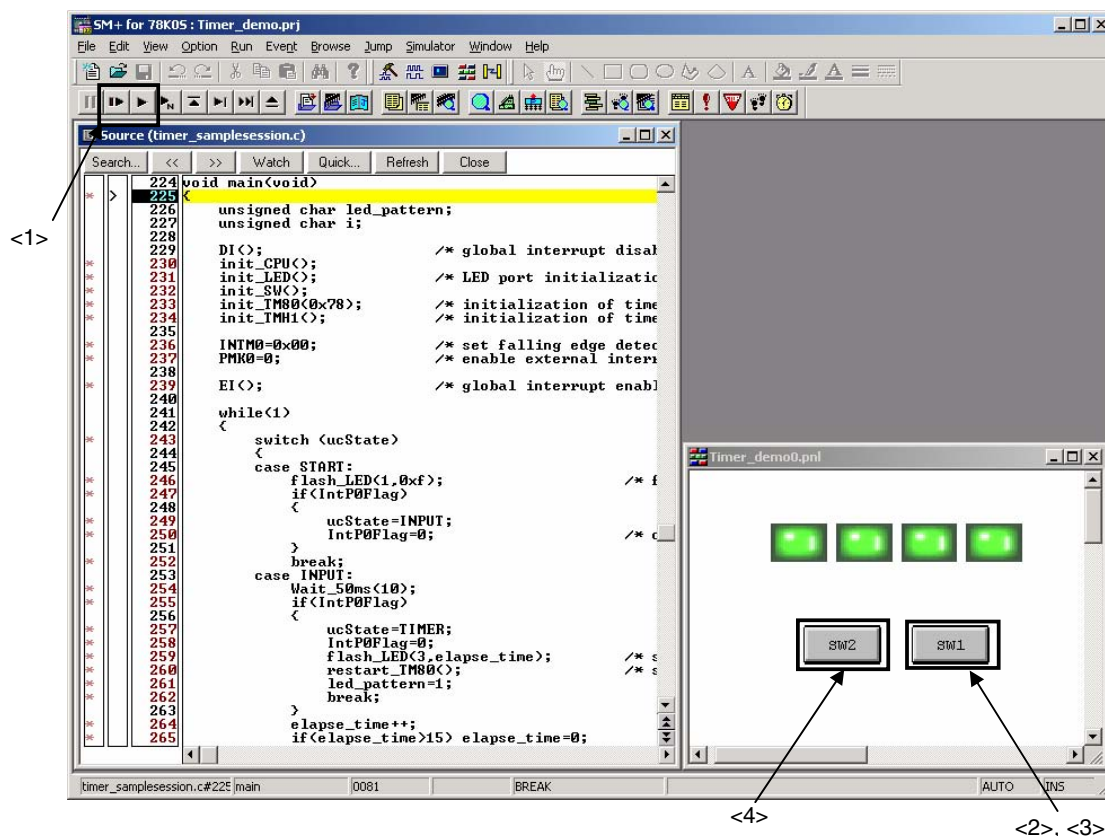 SM+ for 78K0S : Timer_demo.prj
File Edit View Option Run Event Browse Jump Simulator Window Help
<1>
Source (timer_samplesession.c)
Search... << >> Watch Quick... Refresh Close
224 void main(void)
* > 225 {
226 unsigned char led_pattern;
227 unsigned char i;
228
229 DI(); /* global interrupt disab
* 230 init_CPU();
* 231 init_LED(); /* LED port initializatio
* 232 init_SW();
* 233 init_TM80(0x78); /* initialization of time
* 234 init_TMH1(); /* initialization of time
235
* 236 INTM0=0x00; /* set falling edge detec
* 237 PMK0=0; /* enable external interr
238
* 239 EI(); /* global interrupt enabl
240
241 while(1)
242 {
* 243 switch (ucState)
244 {
245 case START:
* 246 flash_LED(1,0xf); /* f
* 247 if(IntP0Flag)
248 {
* 249 ucState=INPUT;
* 250 IntP0Flag=0; /* c
251 }
* 252 break;
253 case INPUT:
* 254 Wait_50ms(10);
* 255 if(IntP0Flag)
256 {
* 257 ucState=TIMER;
* 258 IntP0Flag=0;
* 259 flash_LED(3,elapse_time); /* s
* 260 restart_TM80(); /* s
* 261 led_pattern=1;
* 262 break;
263 }
* 264 elapse_time++;
* 265 if(elapse_time>15) elapse_time=0;
Timer_demo0.pnl
SW2 SW1
timer_samplesession.c#225 main 0081 BREAK AUTO INS
<4>
<2>, <3>